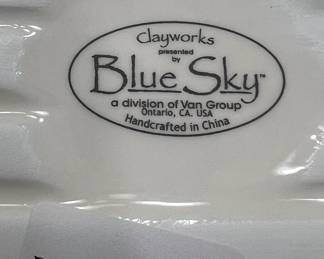 Clayworks
presented
by
Blue Sky™
a division of Van Group
Ontario, CA. USA
Handcrafted in China